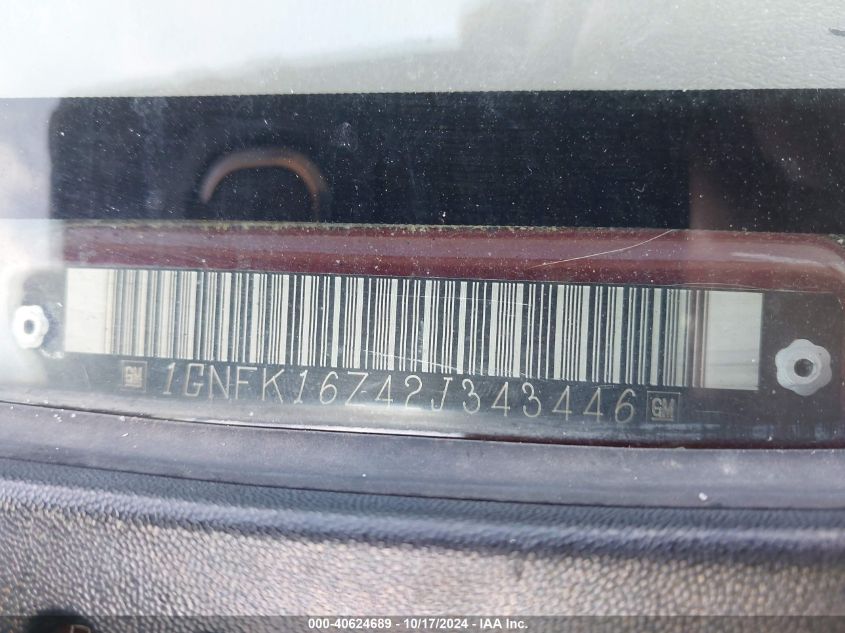 GM 1GNFK16Z42J343446 GM
000-40624689 - 10/17/2024 - IAA Inc.